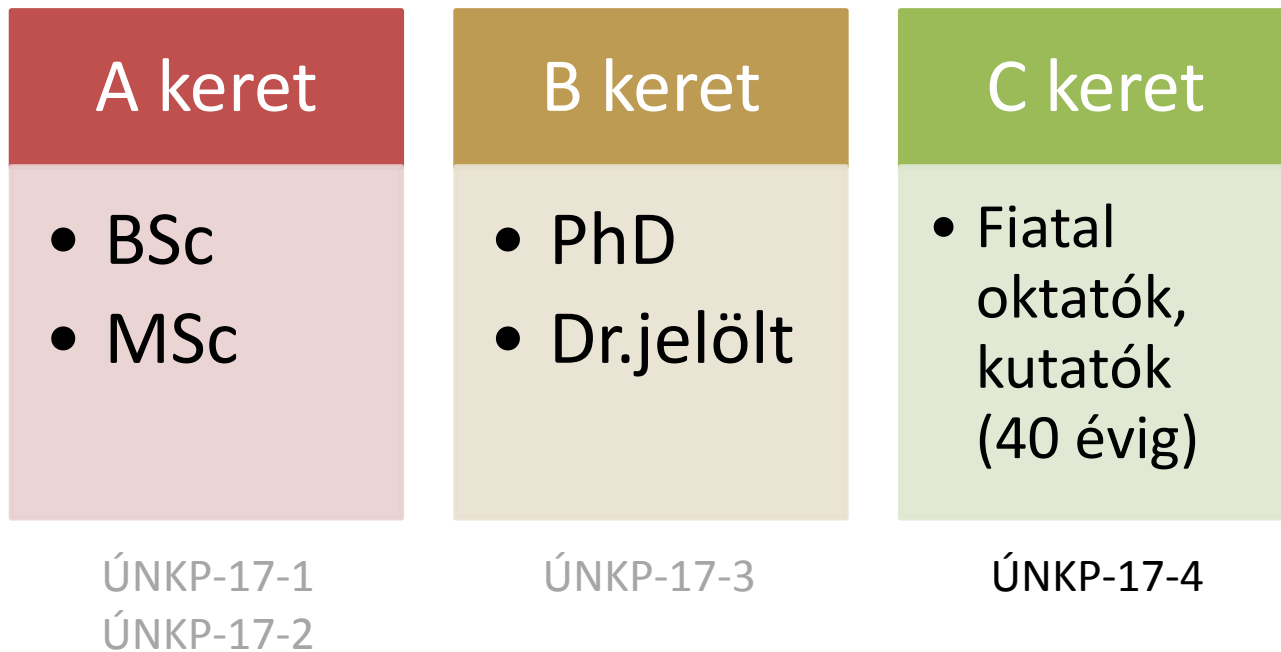 A keret
• BSc
• MSc
ÚNKP-17-1
ÚNKP-17-2
B keret
• PhD
• Dr.jelölt
ÚNKP-17-3
C keret
• Fiatal
oktatók,
kutatók
(40 évig)
ÚNKP-17-4